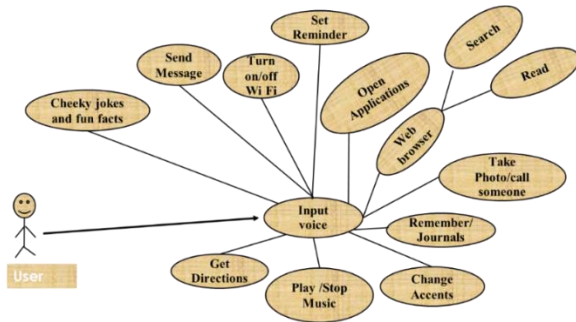 Set
Reminder
Search
Send
Message
Turn
on/off
Wi Fi
Open
Applications
Read
Cheeky jokes
and fun facts
Web
browser
Take
Photo/call
someone
Input
voice
Remember/
Journals
User
Get
Directions
Play /Stop
Music
Change
Accents